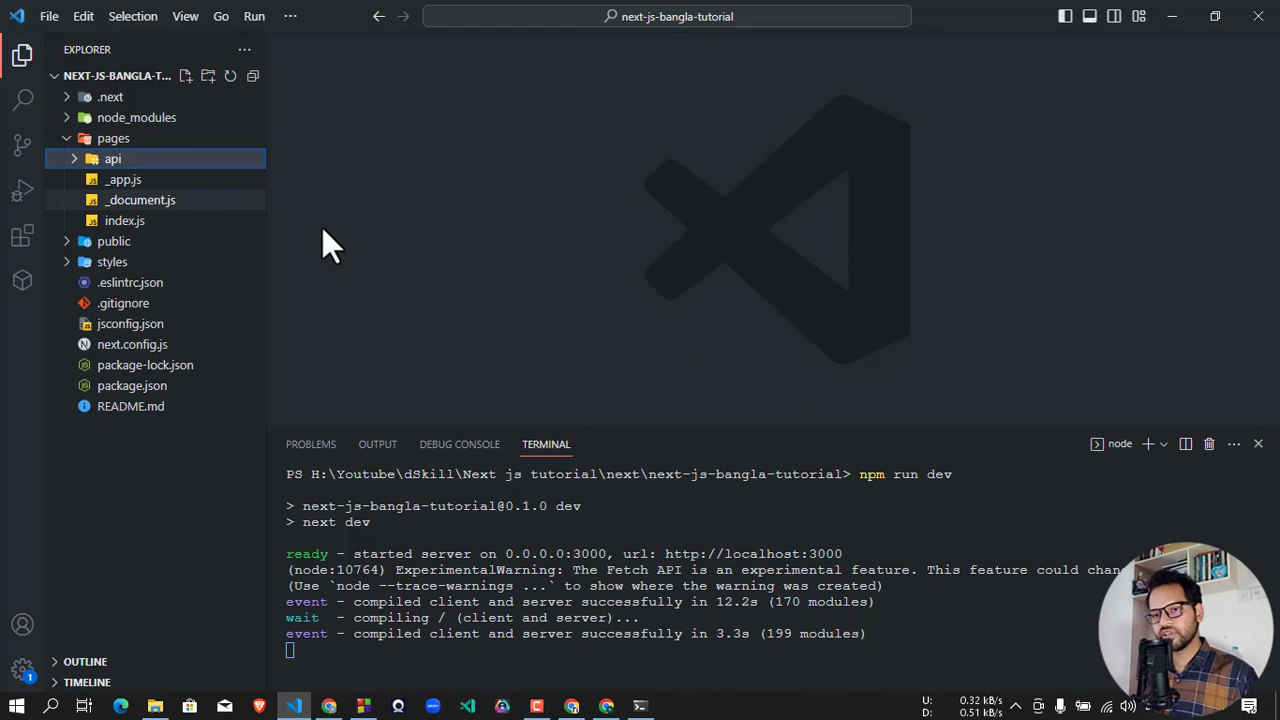 File Edit Selection View Go Run ··· next-js-bangla-tutorial
EXPLORER
NEXT-JS-BANGLA-T...
.next
node_modules
pages
api
_app.js
_document.js
index.js
public
styles
.eslintrc.json
.gitignore
jsconfig.json
next.config.js
package-lock.json
package.json
README.md
OUTLINE
TIMELINE
PROBLEMS OUTPUT DEBUG CONSOLE TERMINAL node
PS H:\Youtube\dSkill\Next js tutorial\next\next-js-bangla-tutorial> npm run dev
> next-js-bangla-tutorial@0.1.0 dev
> next dev
ready - started server on 0.0.0.0:3000, url: http://localhost:3000
(node:10764) ExperimentalWarning: The Fetch API is an experimental feature. This feature could chan
(Use `node --trace-warnings ...` to show where the warning was created)
event - compiled client and server successfully in 12.2s (170 modules)
wait - compiling / (client and server)...
event - compiled client and server successfully in 3.3s (199 modules)
1
U: 0.32 kB/s
D: 0.51 kB/s